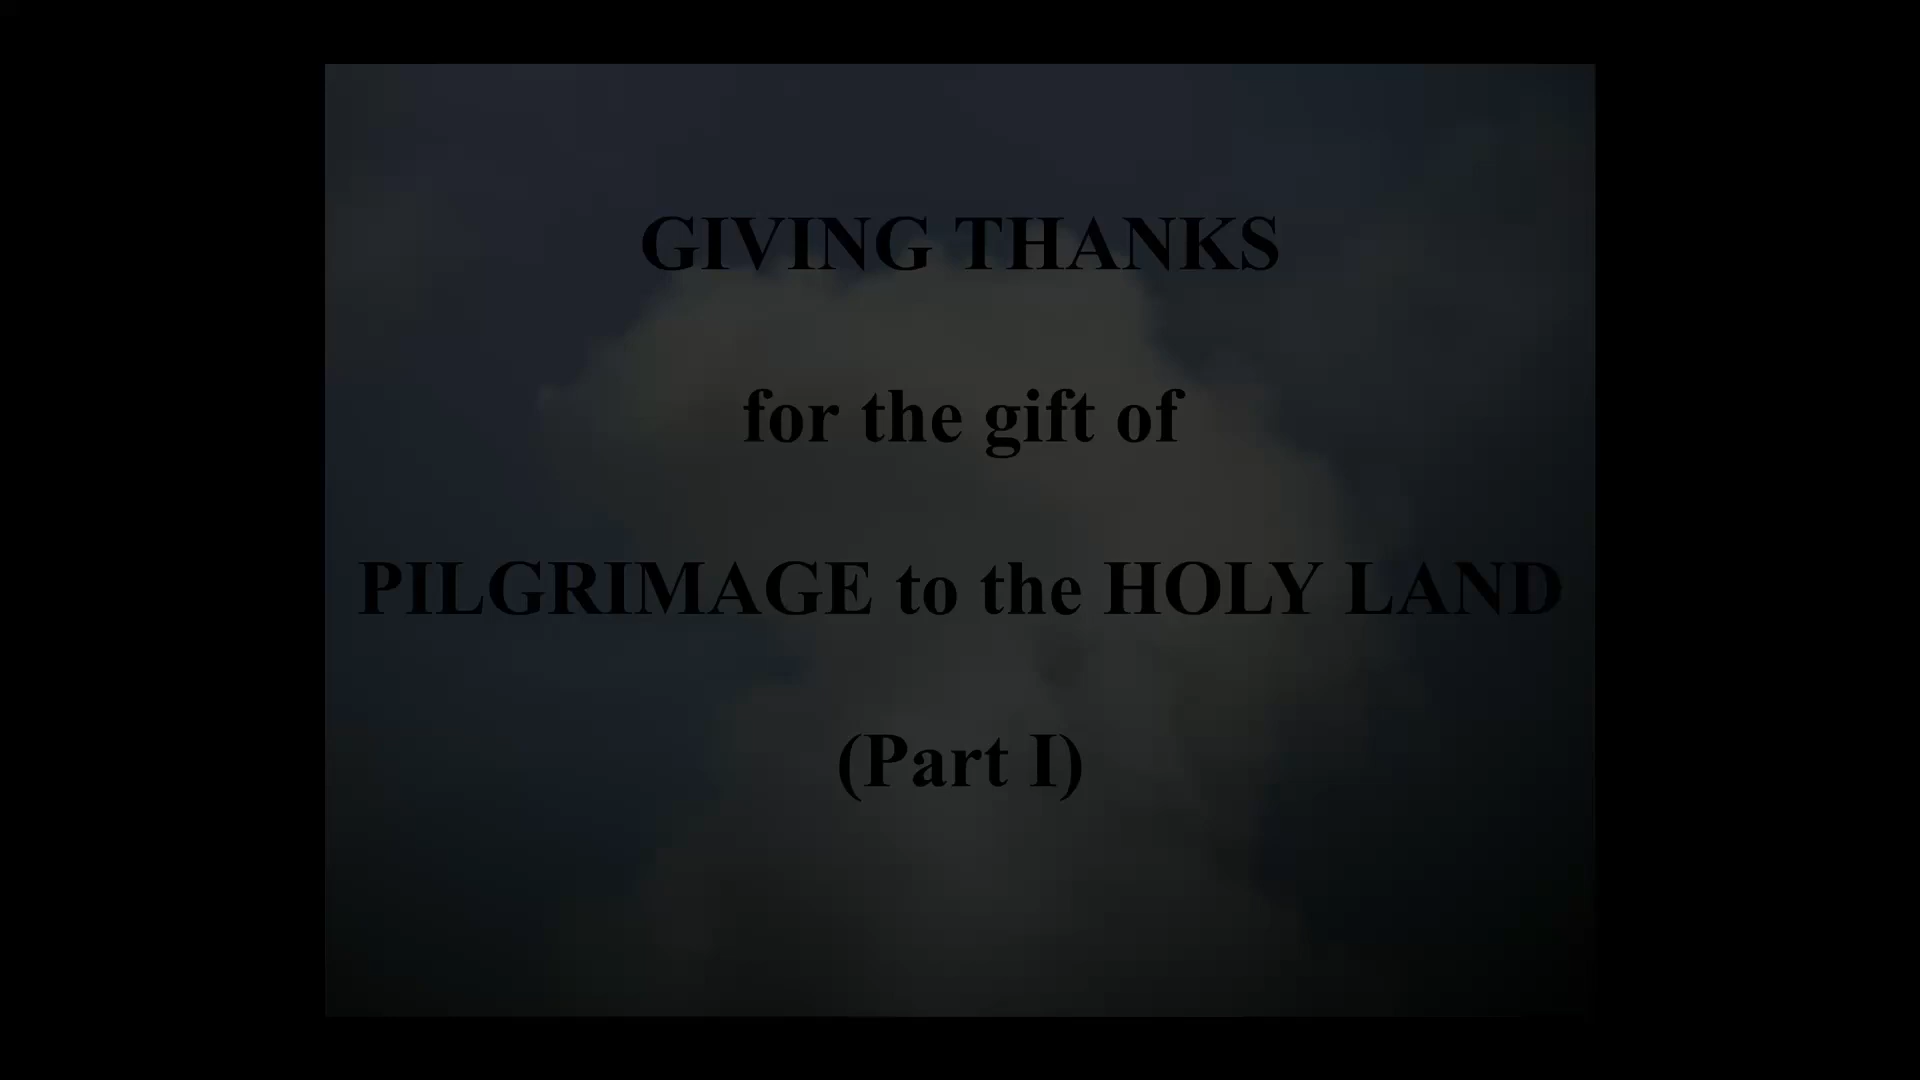 GIVING THANKS
for the gift of
PILGRIMAGE to the HOLY LAND
(Part I)